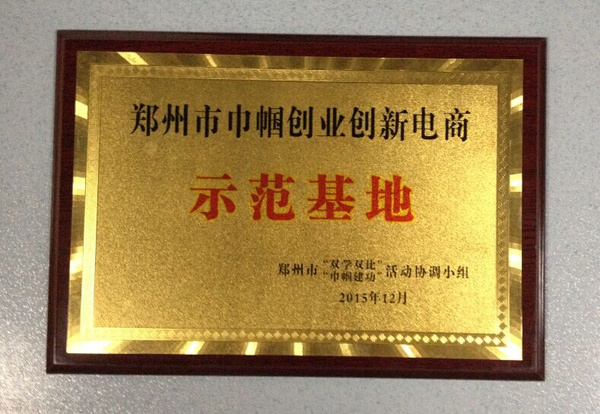 郑州市巾帼创业创新电商
示范基地
郑州市“双学双比”“巾帼建功”活动协调小组
2015年12月